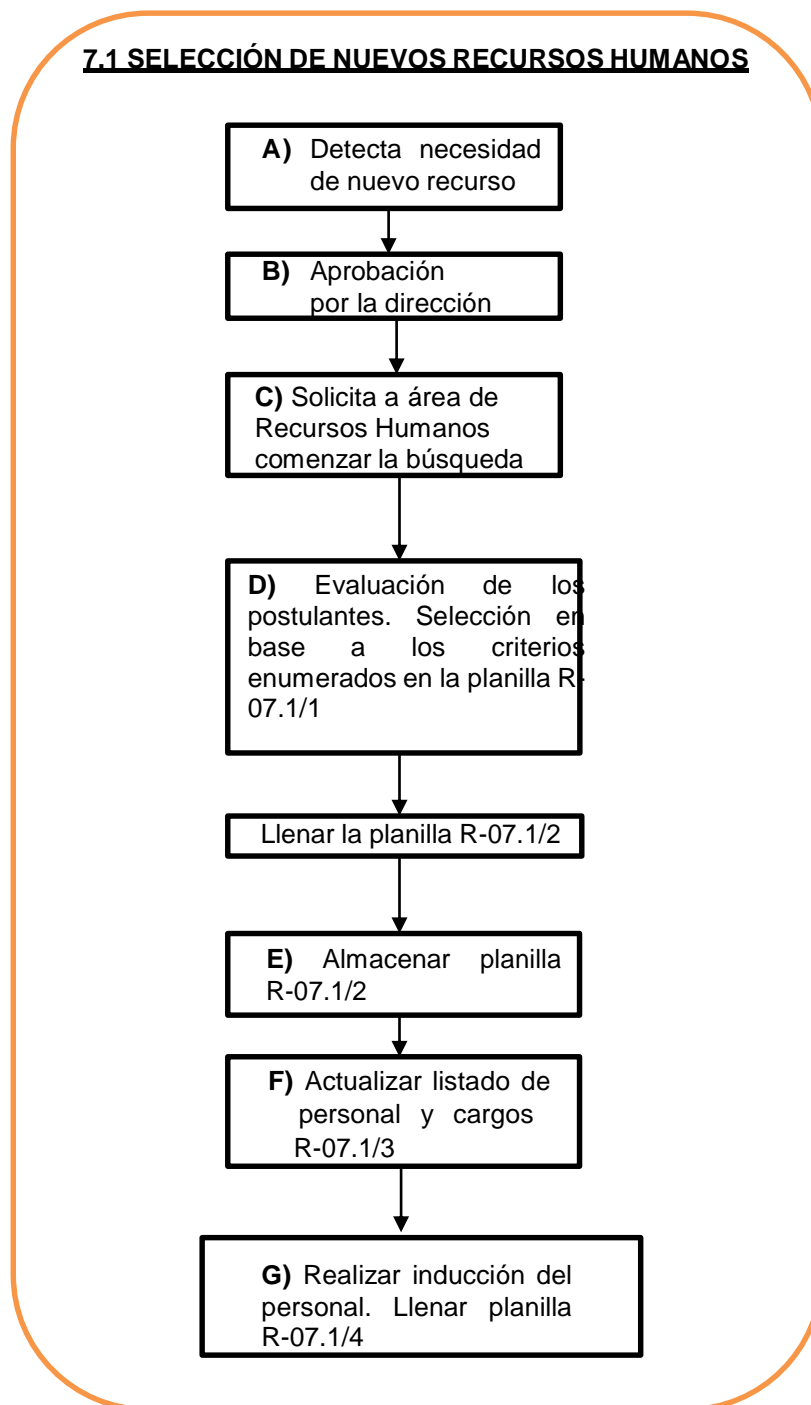 7.1 SELECCIÓN DE NUEVOS RECURSOS HUMANOS
A) Detecta necesidad
de nuevo recurso
B) Aprobación
por la dirección
C) Solicita a área de
Recursos Humanos
comenzar la búsqueda
D) Evaluación de los
postulantes. Selección en
base a los criterios
enumerados en la planilla R-
07.1/1
Llenar la planilla R-07.1/2
E) Almacenar planilla
R-07.1/2
F) Actualizar listado de
personal y cargos
R-07.1/3
G) Realizar inducción del
personal. Llenar planilla
R-07.1/4